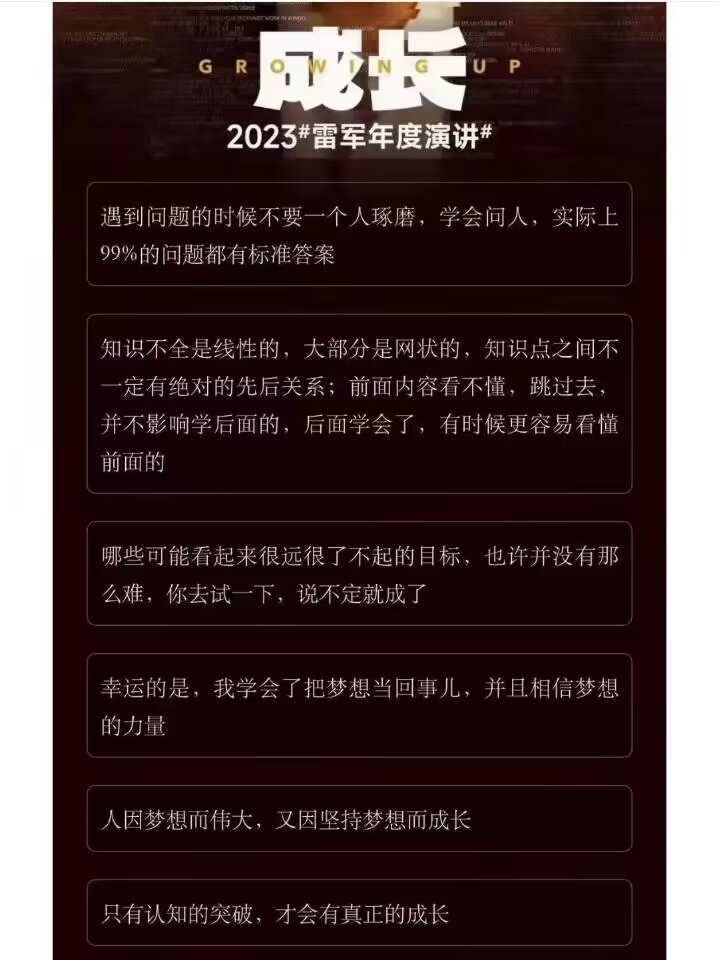 成长
GROWING UP
2023#雷军年度演讲#
遇到问题的时候不要一个人琢磨，学会问人，实际上
99%的问题都有标准答案
知识不全是线性的，大部分是网状的，知识点之间不
一定有绝对的先后关系；前面内容看不懂，跳过去，
并不影响学后面的，后面学会了，有时候更容易看懂
前面的
哪些可能看起来很远很了不起的目标，也许并没有那
么难，你去试一下，说不定就成了
幸运的是，我学会了把梦想当回事儿，并且相信梦想
的力量
人因梦想而伟大，又因坚持梦想而成长
只有认知的突破，才会有真正的成长